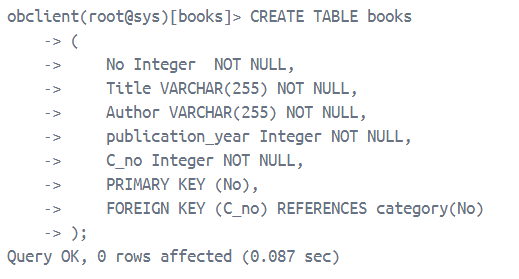 obclient(root@sys)[books]> CREATE TABLE books
    -> (
    ->     No Integer  NOT NULL,
    ->     Title VARCHAR(255) NOT NULL,
    ->     Author VARCHAR(255) NOT NULL,
    ->     publication_year Integer NOT NULL,
    ->     C_no Integer NOT NULL,
    ->     PRIMARY KEY (No),
    ->     FOREIGN KEY (C_no) REFERENCES category(No)
    -> );
Query OK, 0 rows affected (0.087 sec)